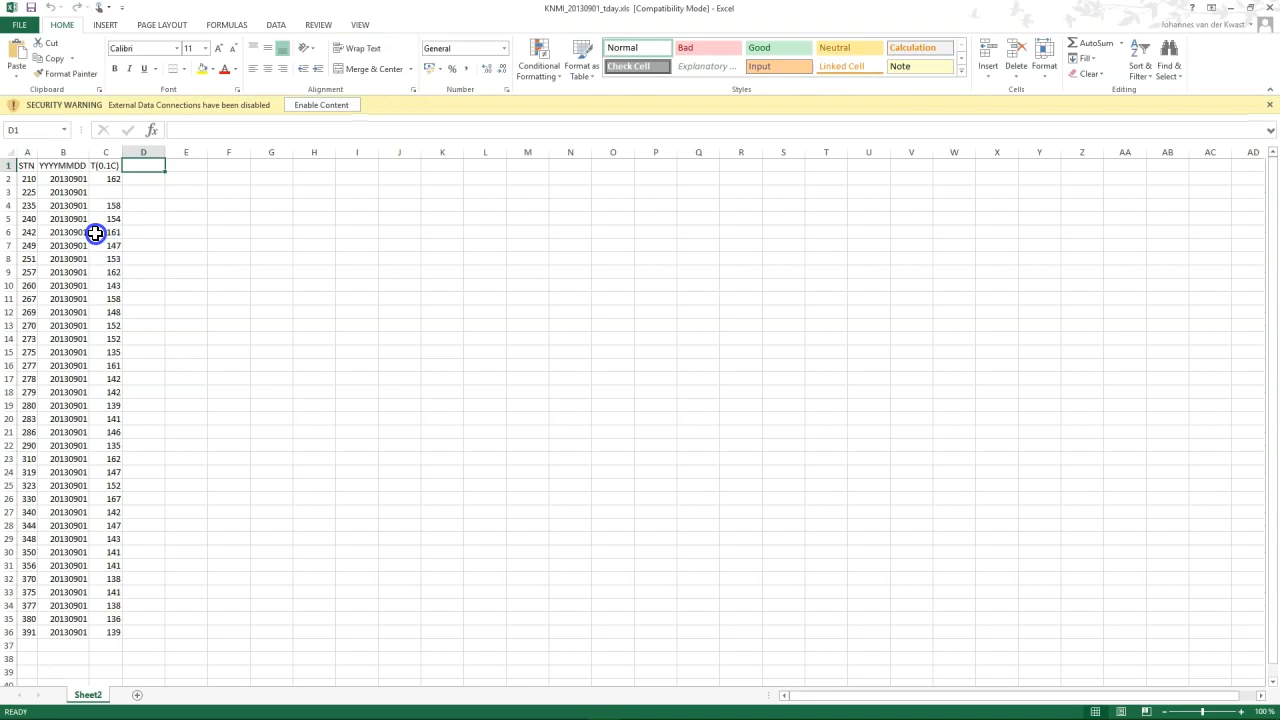 KNMI_20130901_tday.xls [Compatibility Mode] - Excel
FILE HOME INSERT PAGE LAYOUT FORMULAS DATA REVIEW VIEW Johannes van der Kwast
Paste
Cut
Copy
Format Painter
Clipboard
Calibri 11
B I U
Font
Wrap Text
Merge & Center
Alignment
General
%
Number
Conditional Formatting
Format as Table
Normal Bad Good Neutral Calculation
Check Cell Explanatory ... Input Linked Cell Note
Styles
Insert Delete Format
Cells
AutoSum
Fill
Clear
Sort & Filter
Find & Select
Editing
SECURITY WARNING External Data Connections have been disabled Enable Content
D1
fx
A B C D E F G H I J K L M N O P Q R S T U V W X Y Z AA AB AC AD
1 STN YYYYMMDD T(0.1C)
2 210 20130901 162
3 225 20130901
4 235 20130901 158
5 240 20130901 154
6 242 20130901 161
7 249 20130901 147
8 251 20130901 153
9 257 20130901 162
10 260 20130901 143
11 267 20130901 158
12 269 20130901 148
13 270 20130901 152
14 273 20130901 152
15 275 20130901 135
16 277 20130901 161
17 278 20130901 142
18 279 20130901 142
19 280 20130901 139
20 283 20130901 141
21 286 20130901 146
22 290 20130901 135
23 310 20130901 162
24 319 20130901 147
25 323 20130901 152
26 330 20130901 167
27 340 20130901 142
28 344 20130901 147
29 348 20130901 143
30 350 20130901 141
31 356 20130901 141
32 370 20130901 138
33 375 20130901 141
34 377 20130901 138
35 380 20130901 136
36 391 20130901 139
37
38
39
40
Sheet2
READY 100 %